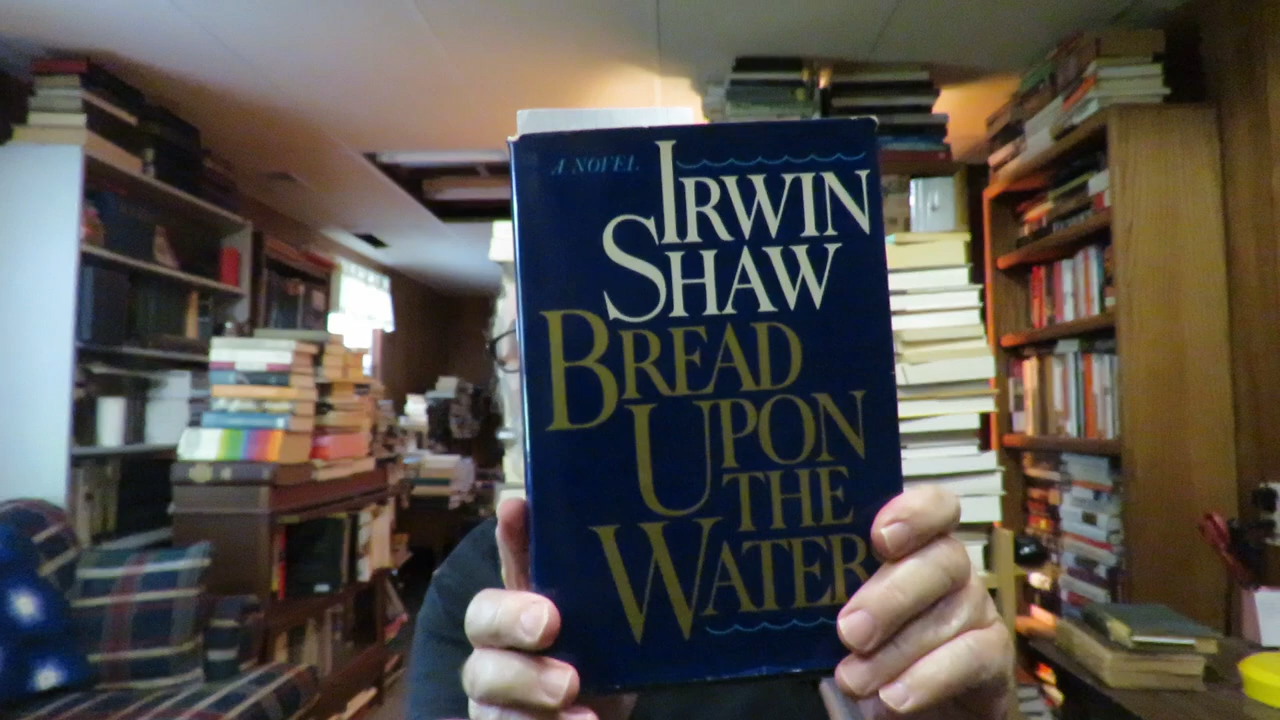 A NOVEL
IRWIN
SHAW
BREAD
UPON
THE
WATER